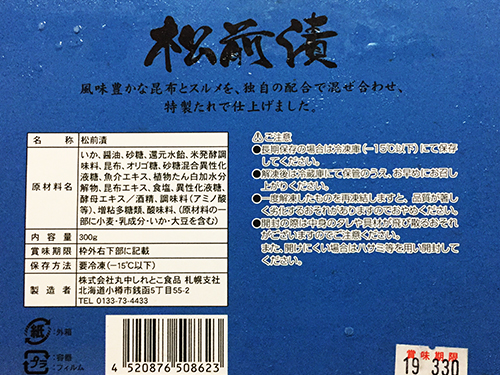 松前漬
風味豊かな昆布とスルメを、独自の配合で混ぜ合わせ、
特製たれで仕上げました。
名称 松前漬
原材料名
いか、醤油、砂糖、還元水飴、米発酵調
味料、昆布、オリゴ糖、砂糖混合異性化
液糖、魚介エキス、植物たん白加水分
解物、昆布エキス、食塩、異性化液糖、
酵母エキス/酒精、調味料(アミノ酸
等)、増粘多糖類、酸味料、(原材料の一
部に小麦・乳成分・いか・大豆を含む)
内容量 300g
賞味期限 枠外右下部に記載
保存方法 要冷凍(−15℃以下)
製造者
株式会社丸中しれとこ食品 札幌支社
北海道小樽市銭函5丁目55-2
TEL 0133-73-4433
⚠ご注意
●長期保存の場合は冷凍庫(−15℃以下)にて保存
してください。
●解凍後は冷蔵庫にて保管のうえ、お早めにお召し
上がりください。
●一度解凍したものを再凍結しますと、品質が著し
く劣化するおそれがありますのでおやめください。
●開封の際は中身のタレや具材が飛び散るおそれ
がございますのでご注意ください。
また、開けにくい場合はハサミ等を用い開封して
ください。
紙 :外箱
プラ :容器
:フィルム
4 520876 508623
賞味期限
19 330